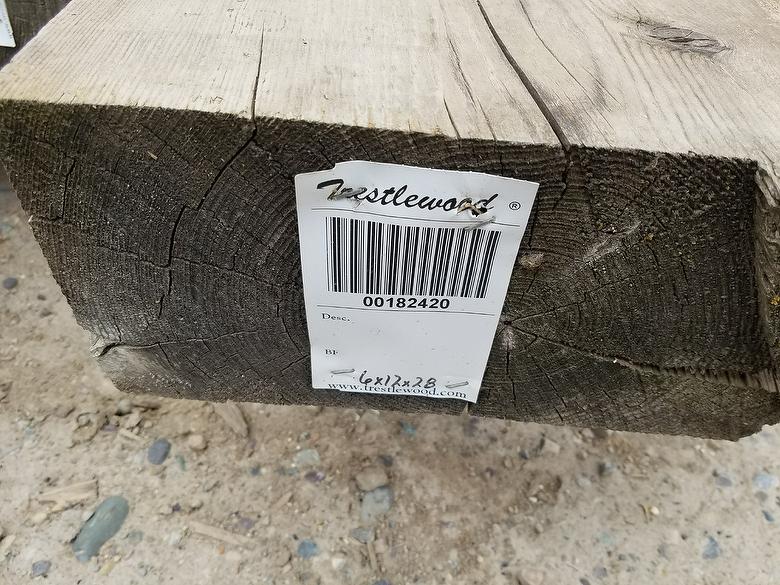 Trestlewood ®
00182420
Desc.
BF
6x12x28
www.trestlewood.com